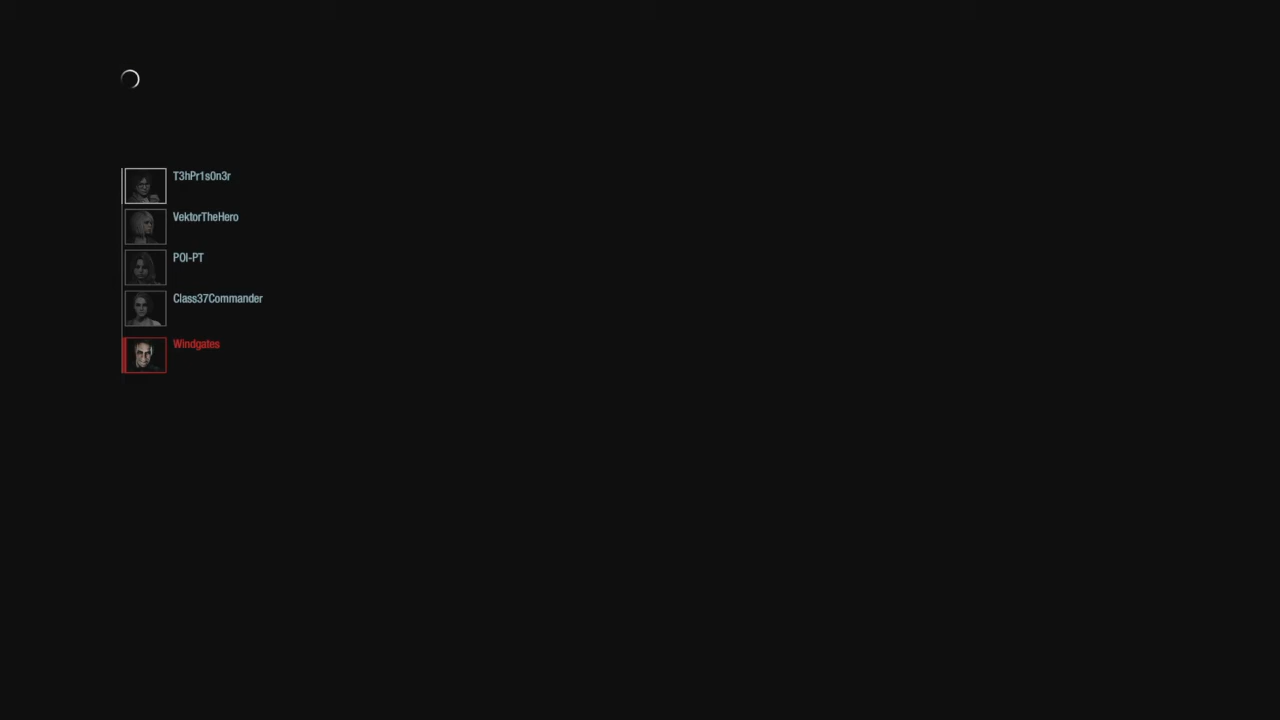 T3hPr1s0n3r
VektorTheHero
POI-PT
Class37Commander
Windgates